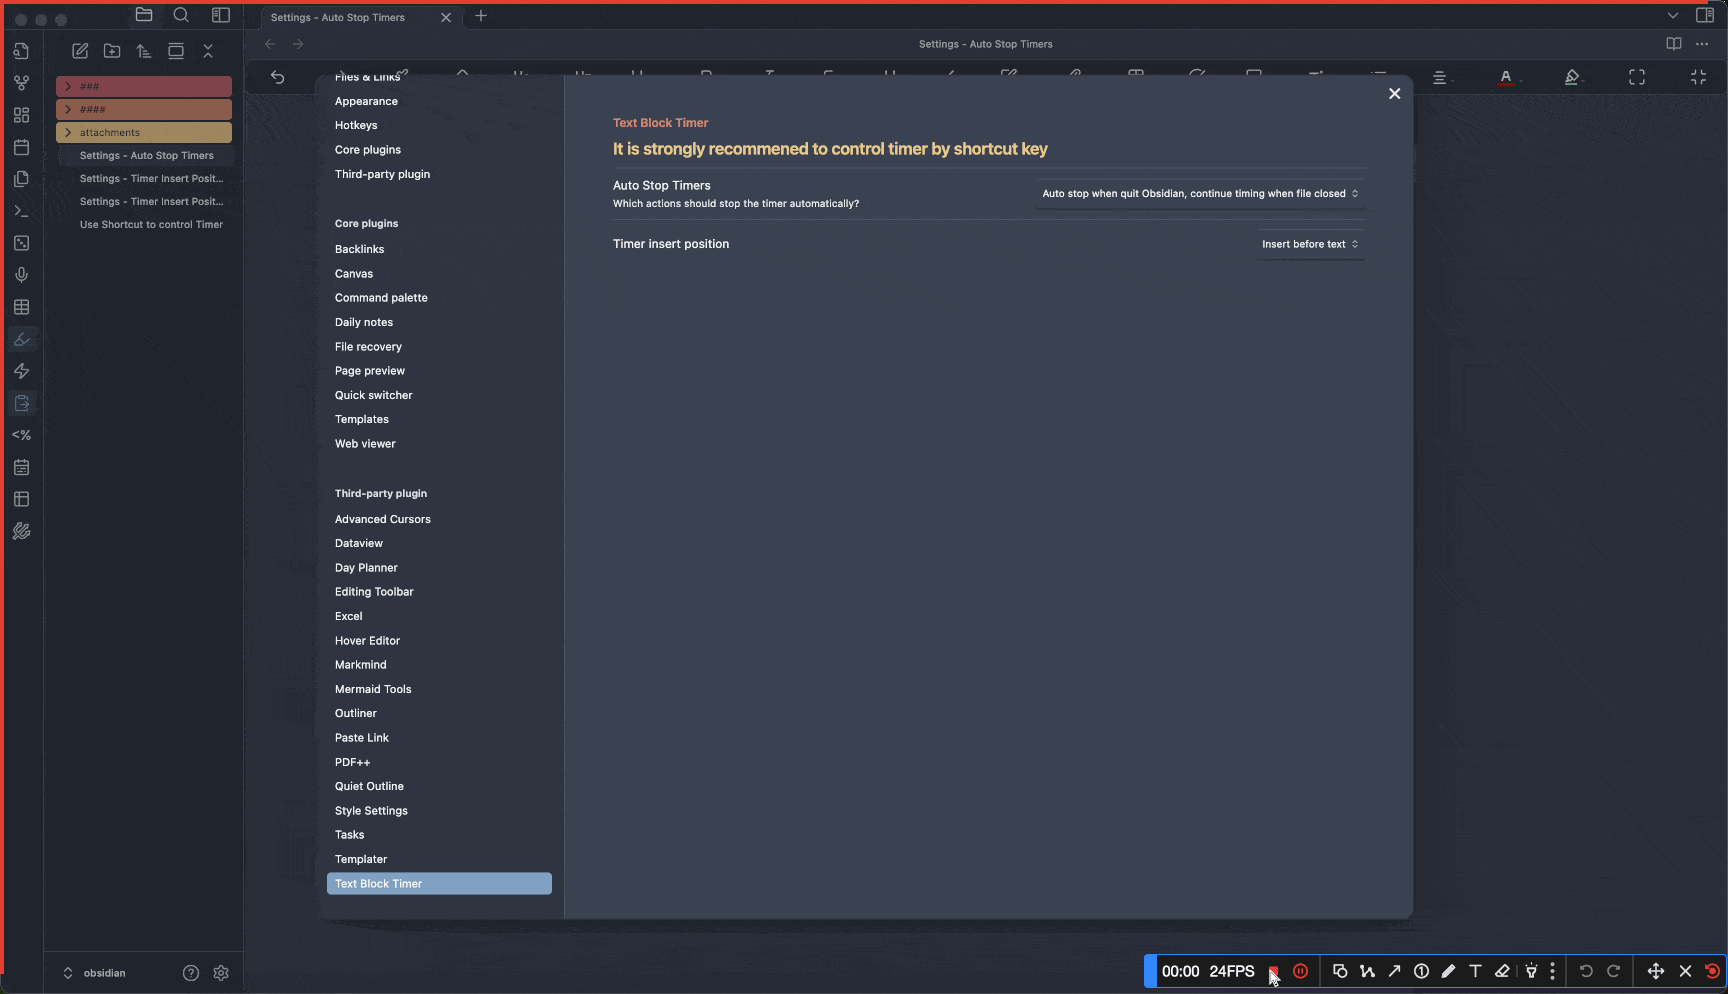 Settings - Auto Stop Timers
Settings - Auto Stop Timers
###
####
attachments
Settings - Auto Stop Timers
Settings - Timer Insert Posit...
Settings - Timer Insert Posit...
Use Shortcut to control Timer
<%
obsidian
Files & Links
Appearance
Hotkeys
Core plugins
Third-party plugin
Core plugins
Backlinks
Canvas
Command palette
Daily notes
File recovery
Page preview
Quick switcher
Templates
Web viewer
Third-party plugin
Advanced Cursors
Dataview
Day Planner
Editing Toolbar
Excel
Hover Editor
Markmind
Mermaid Tools
Outliner
Paste Link
PDF++
Quiet Outline
Style Settings
Tasks
Templater
Text Block Timer
Text Block Timer
It is strongly recommened to control timer by shortcut key
Auto Stop Timers
Which actions should stop the timer automatically?
Auto stop when quit Obsidian, continue timing when file closed
Timer insert position
Insert before text
00:00 24FPS